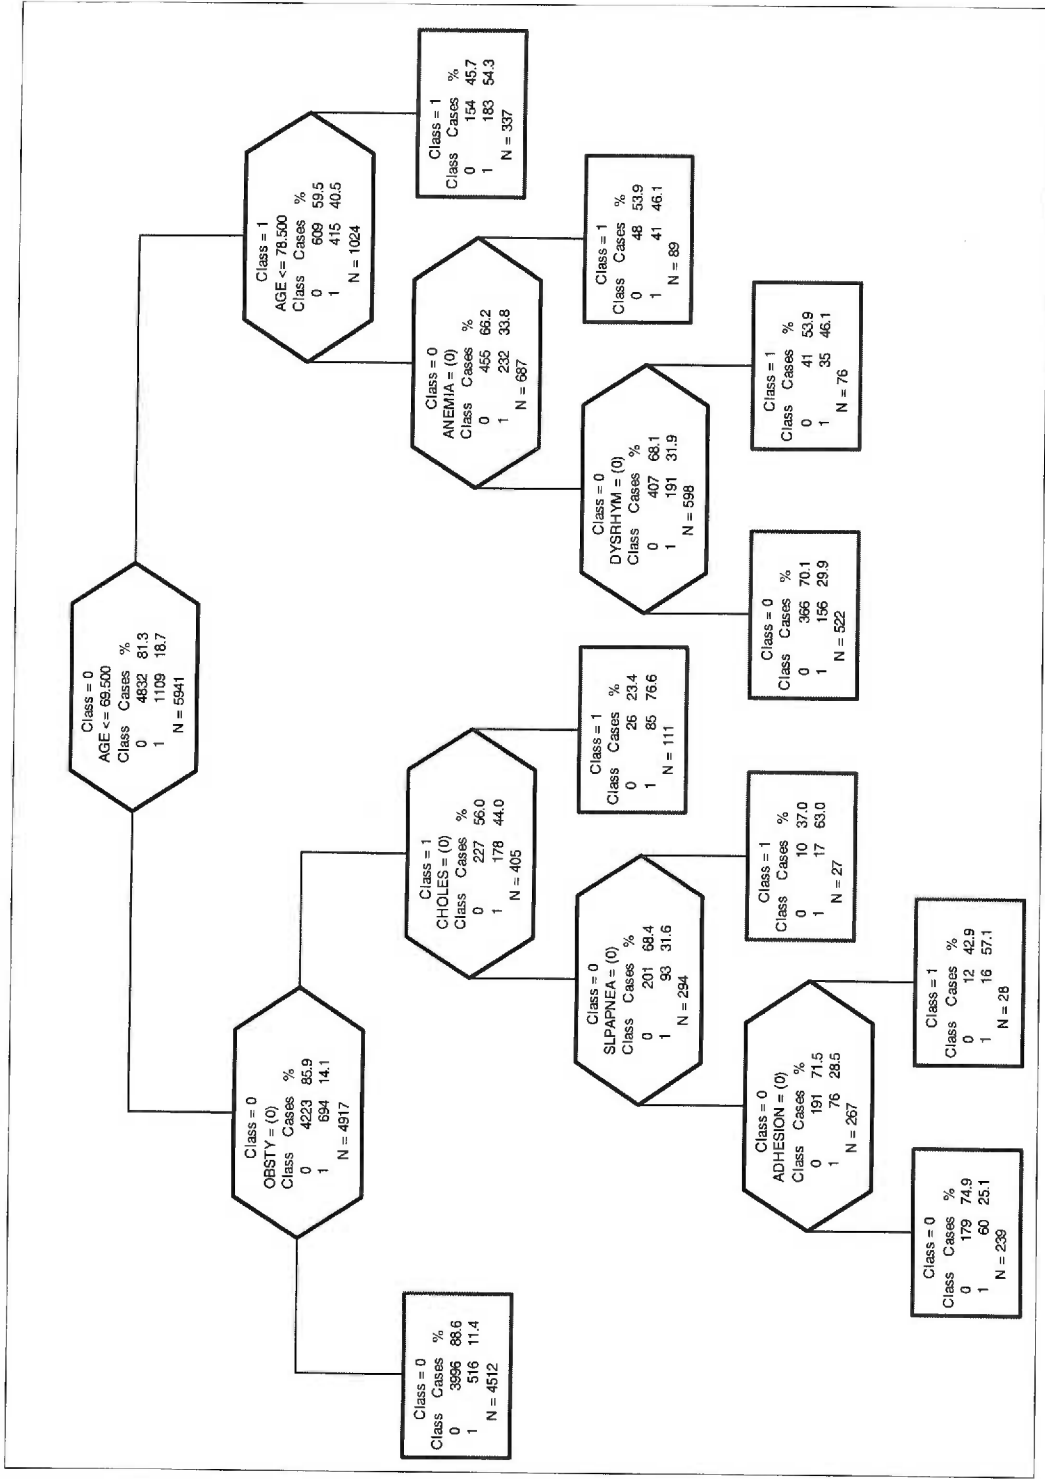 Class = 0
AGE <= 69.500
Class Cases %
0 4832 81.3
1 1109 18.7
N = 5941
Class = 0
OBSTY = (0)
Class Cases %
0 4223 85.9
1 694 14.1
N = 4917
Class = 1
AGE <= 78.500
Class Cases %
0 609 59.5
1 415 40.5
N = 1024
Class = 0
Class Cases %
0 3996 88.6
1 516 11.4
N = 4512
Class = 1
CHOLES = (0)
Class Cases %
0 227 56.0
1 178 44.0
N = 405
Class = 0
ANEMIA = (0)
Class Cases %
0 455 66.2
1 232 33.8
N = 687
Class = 1
Class Cases %
0 154 45.7
1 183 54.3
N = 337
Class = 0
SLPAPNEA = (0)
Class Cases %
0 201 68.4
1 93 31.6
N = 294
Class = 1
Class Cases %
0 26 23.4
1 85 76.6
N = 111
Class = 0
DYSRHYM = (0)
Class Cases %
0 407 68.1
1 191 31.9
N = 598
Class = 1
Class Cases %
0 48 53.9
1 41 46.1
N = 89
Class = 0
ADHESION = (0)
Class Cases %
0 191 71.5
1 76 28.5
N = 267
Class = 1
Class Cases %
0 10 37.0
1 17 63.0
N = 27
Class = 0
Class Cases %
0 366 70.1
1 156 29.9
N = 522
Class = 1
Class Cases %
0 41 53.9
1 35 46.1
N = 76
Class = 0
Class Cases %
0 179 74.9
1 60 25.1
N = 239
Class = 1
Class Cases %
0 12 42.9
1 16 57.1
N = 28